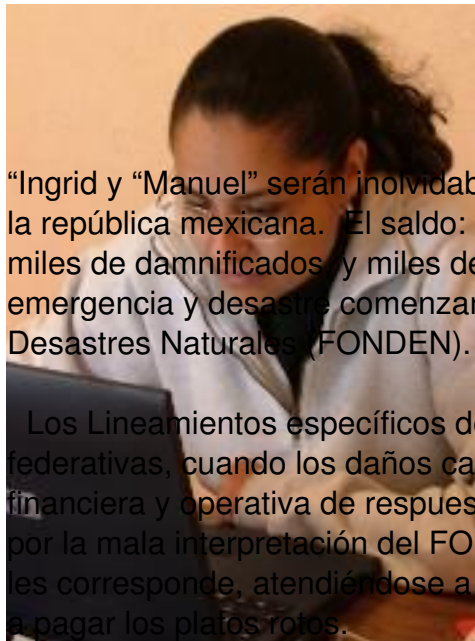 “Ingrid y “Manuel” serán inolvidab
la república mexicana. El saldo:
miles de damnificados, y miles de
emergencia y desastre comenzar
Desastres Naturales (FONDEN).
Los Lineamientos específicos de
federativas, cuando los daños ca
financiera y operativa de respues
por la mala interpretación del FO
les corresponde, atendiéndose a
a pagar los platos rotos.